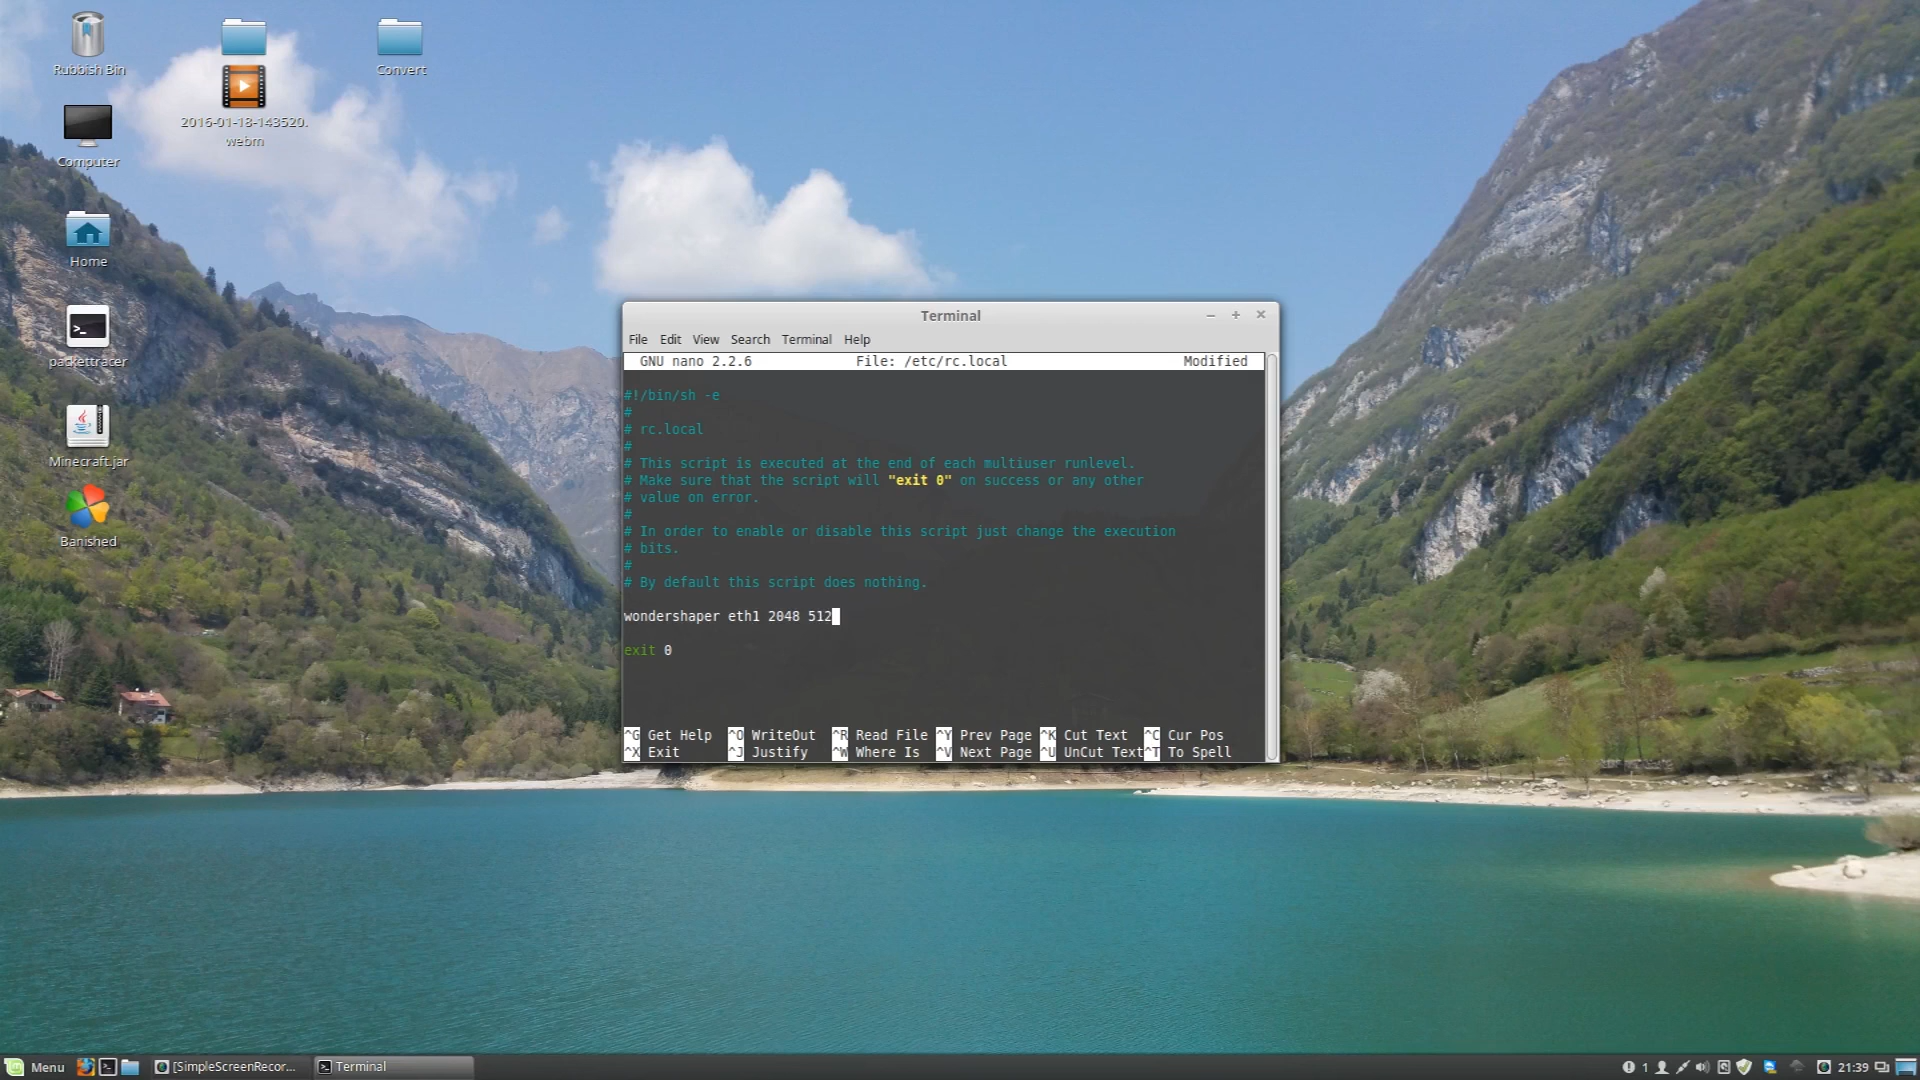 Rubbish Bin
Convert
2016-01-18-143520.
webm
Computer
Home
packettracer
Minecraft.jar
Banished
Terminal
File Edit View Search Terminal Help
GNU nano 2.2.6 File: /etc/rc.local Modified
#!/bin/sh -e
#
# rc.local
#
# This script is executed at the end of each multiuser runlevel.
# Make sure that the script will "exit 0" on success or any other
# value on error.
#
# In order to enable or disable this script just change the execution
# bits.
#
# By default this script does nothing.
wondershaper eth1 2048 512
exit 0
^G Get Help ^O WriteOut ^R Read File ^Y Prev Page ^K Cut Text ^C Cur Pos
^X Exit ^J Justify ^W Where Is ^V Next Page ^U UnCut Text ^T To Spell
Menu [SimpleScreenRecor... Terminal 1 21:39